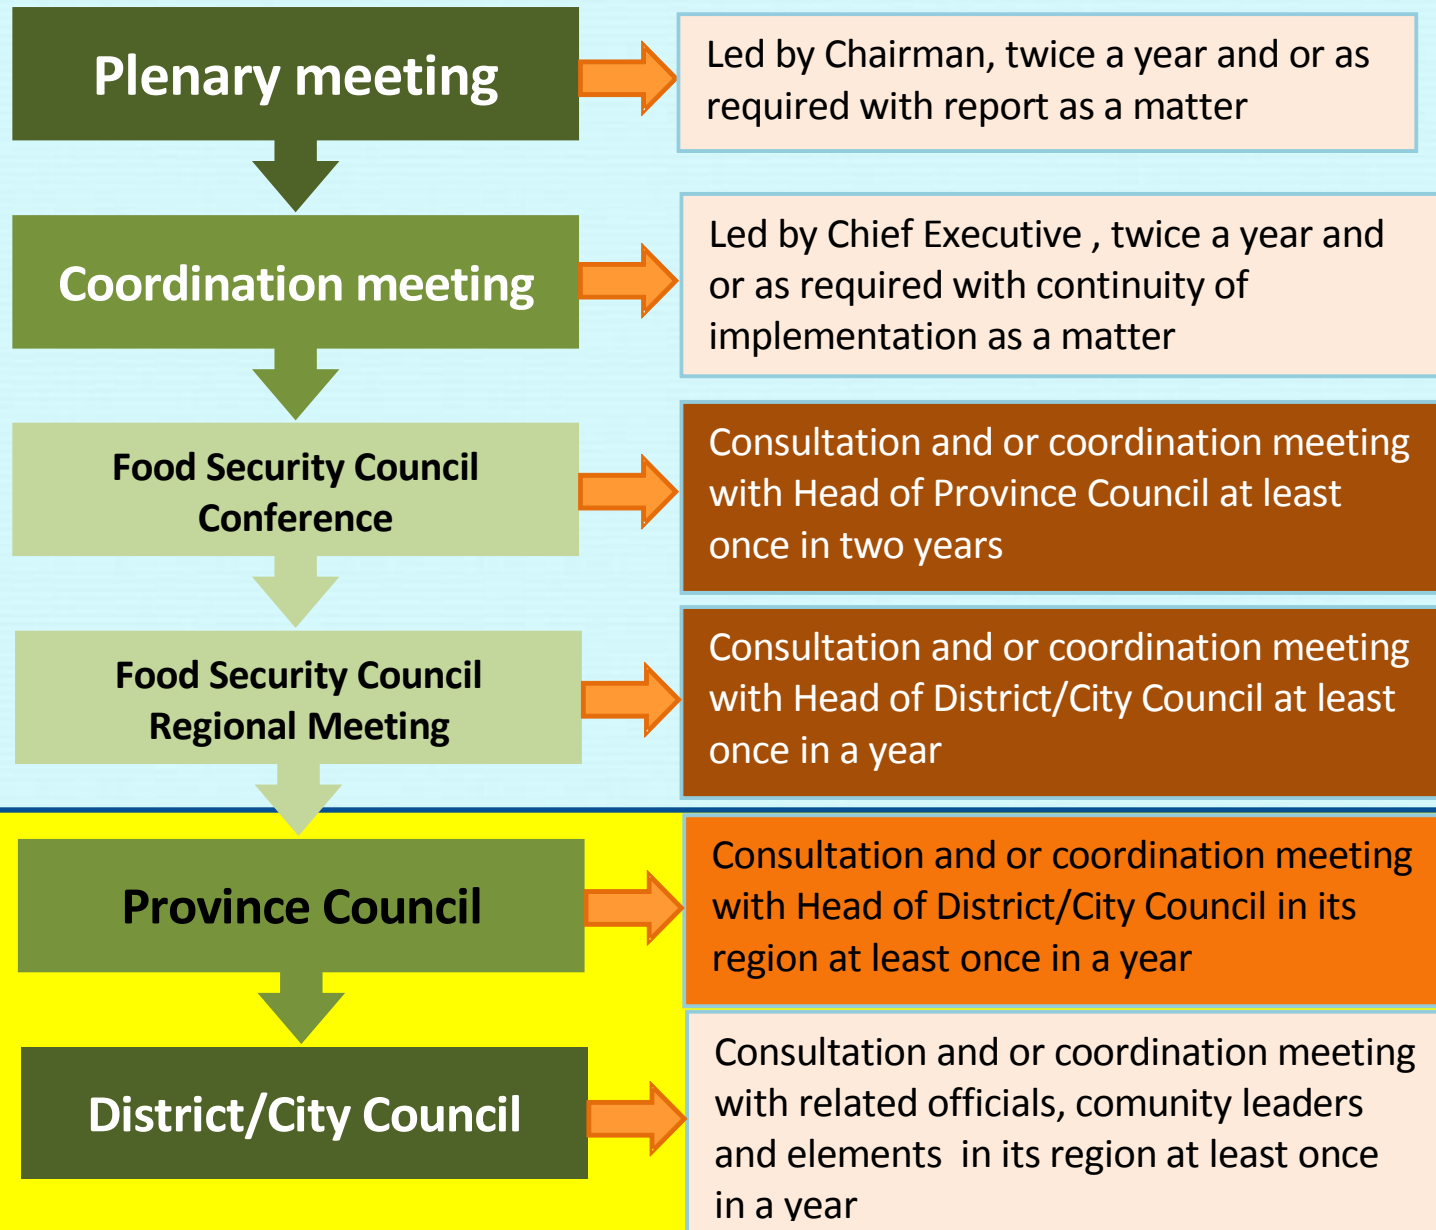 Plenary meeting
Led by Chairman, twice a year and or as
required with report as a matter
Coordination meeting
Led by Chief Executive , twice a year and
or as required with continuity of
implementation as a matter
Food Security Council
Conference
Consultation and or coordination meeting
with Head of Province Council at least
once in two years
Food Security Council
Regional Meeting
Consultation and or coordination meeting
with Head of District/City Council at least
once in a year
Province Council
Consultation and or coordination meeting
with Head of District/City Council in its
region at least once in a year
District/City Council
Consultation and or coordination meeting
with related officials, comunity leaders
and elements  in its region at least once
in a year